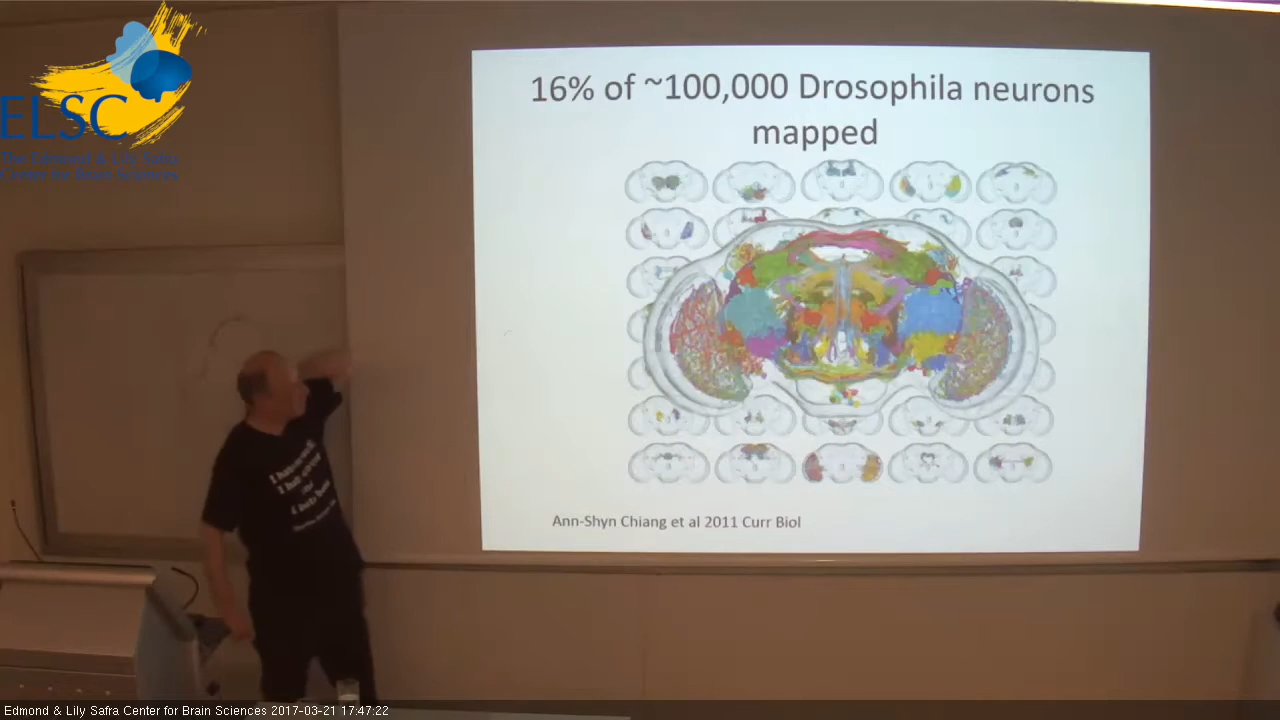 ELSC
The Edmond & Lily Safra
Center for Brain Sciences
16% of ~100,000 Drosophila neurons
mapped
Ann-Shyn Chiang et al 2011 Curr Biol
Edmond & Lily Safra Center for Brain Sciences 2017-03-21 17:47:22